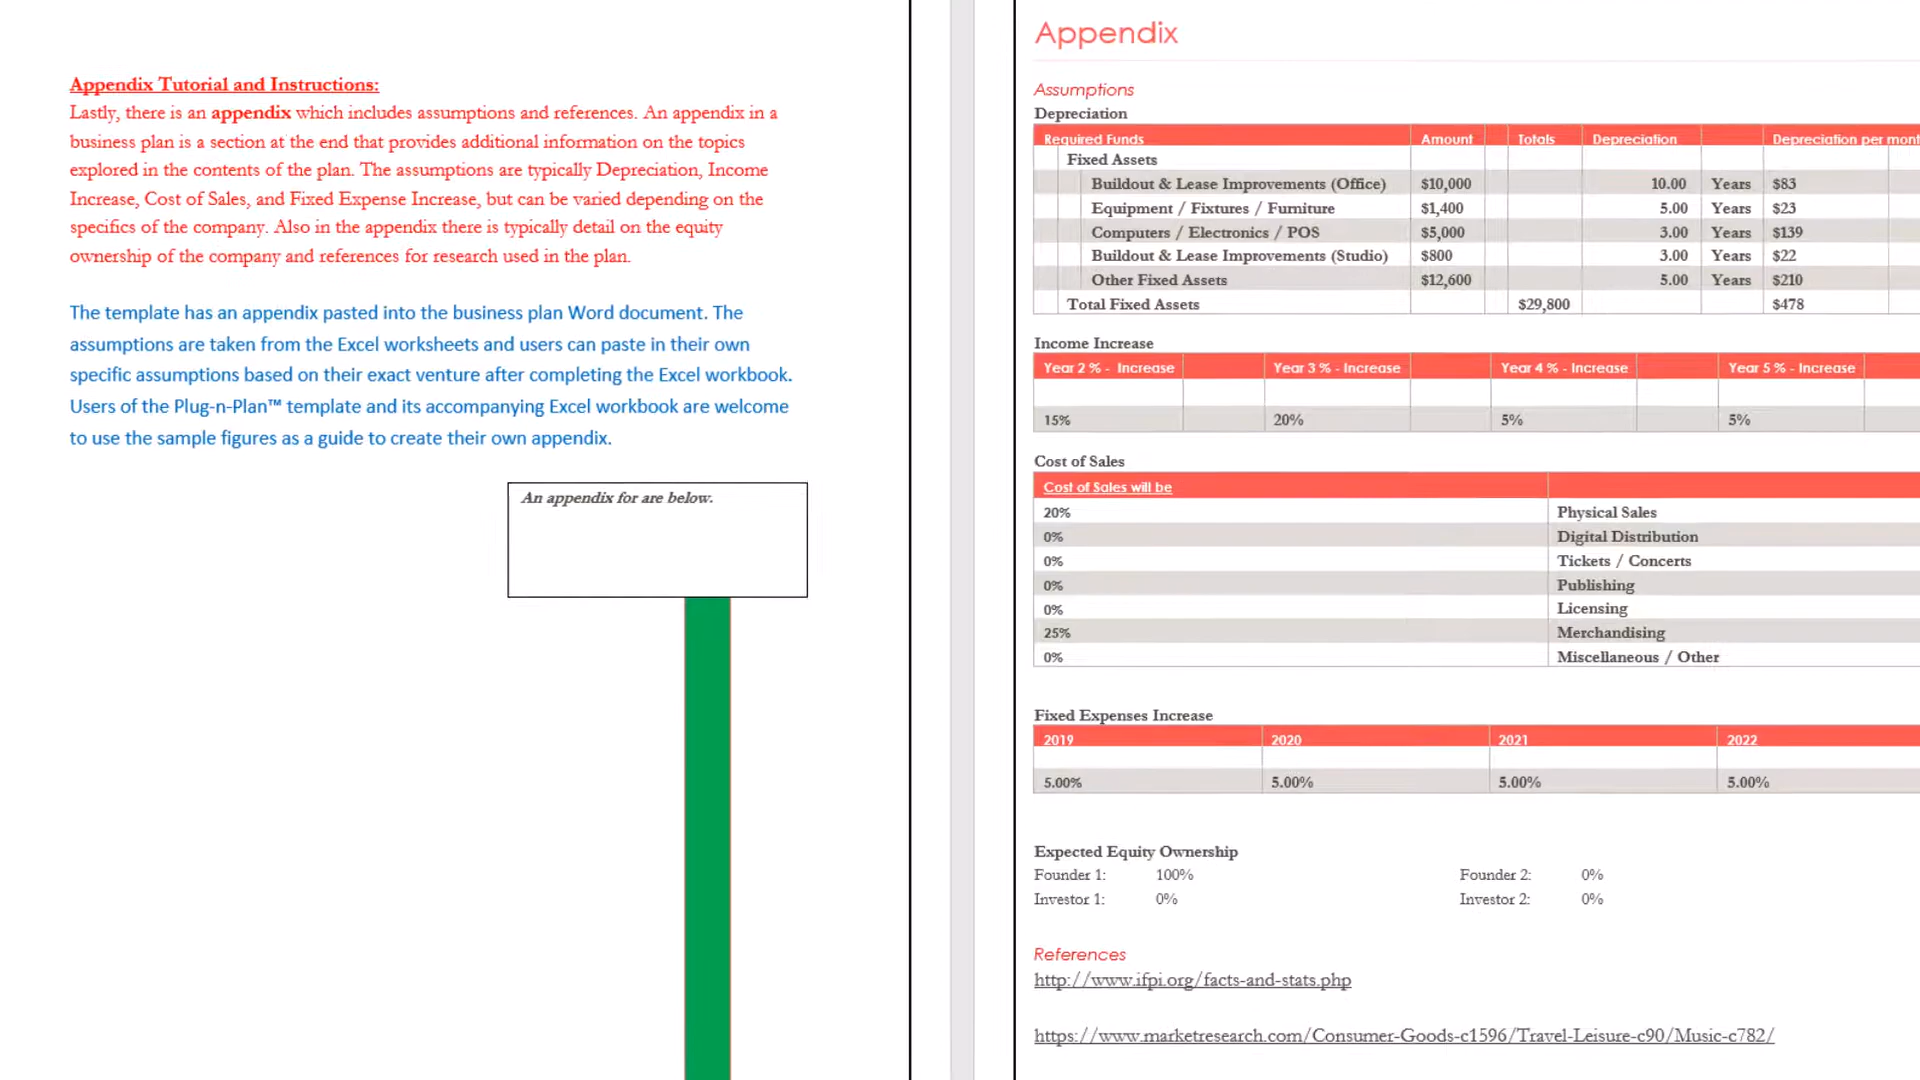 Appendix Tutorial and Instructions:
Lastly, there is an appendix which includes assumptions and references. An appendix in a
business plan is a section at the end that provides additional information on the topics
explored in the contents of the plan. The assumptions are typically Depreciation, Income
Increase, Cost of Sales, and Fixed Expense Increase, but can be varied depending on the
specifics of the company. Also in the appendix there is typically detail on the equity
ownership of the company and references for research used in the plan.
The template has an appendix pasted into the business plan Word document. The
assumptions are taken from the Excel worksheets and users can paste in their own
specific assumptions based on their exact venture after completing the Excel workbook.
Users of the Plug-n-Plan™ template and its accompanying Excel workbook are welcome
to use the sample figures as a guide to create their own appendix.
An appendix for are below.
Appendix
Assumptions
Depreciation
Required Funds Amount Totals Depreciation Depreciation per mont
Fixed Assets
Buildout & Lease Improvements (Office) $10,000 10.00 Years $83
Equipment / Fixtures / Furniture $1,400 5.00 Years $23
Computers / Electronics / POS $5,000 3.00 Years $139
Buildout & Lease Improvements (Studio) $800 3.00 Years $22
Other Fixed Assets $12,600 5.00 Years $210
Total Fixed Assets $29,800 $478
Income Increase
Year 2 % - Increase Year 3 % - Increase Year 4 % - Increase Year 5 % - Increase
15% 20% 5% 5%
Cost of Sales
Cost of Sales will be
20% Physical Sales
0% Digital Distribution
0% Tickets / Concerts
0% Publishing
0% Licensing
25% Merchandising
0% Miscellaneous / Other
Fixed Expenses Increase
2019 2020 2021 2022
5.00% 5.00% 5.00% 5.00%
Expected Equity Ownership
Founder 1: 100% Founder 2: 0%
Investor 1: 0% Investor 2: 0%
References
http://www.ifpi.org/facts-and-stats.php
https://www.marketresearch.com/Consumer-Goods-c1596/Travel-Leisure-c90/Music-c782/